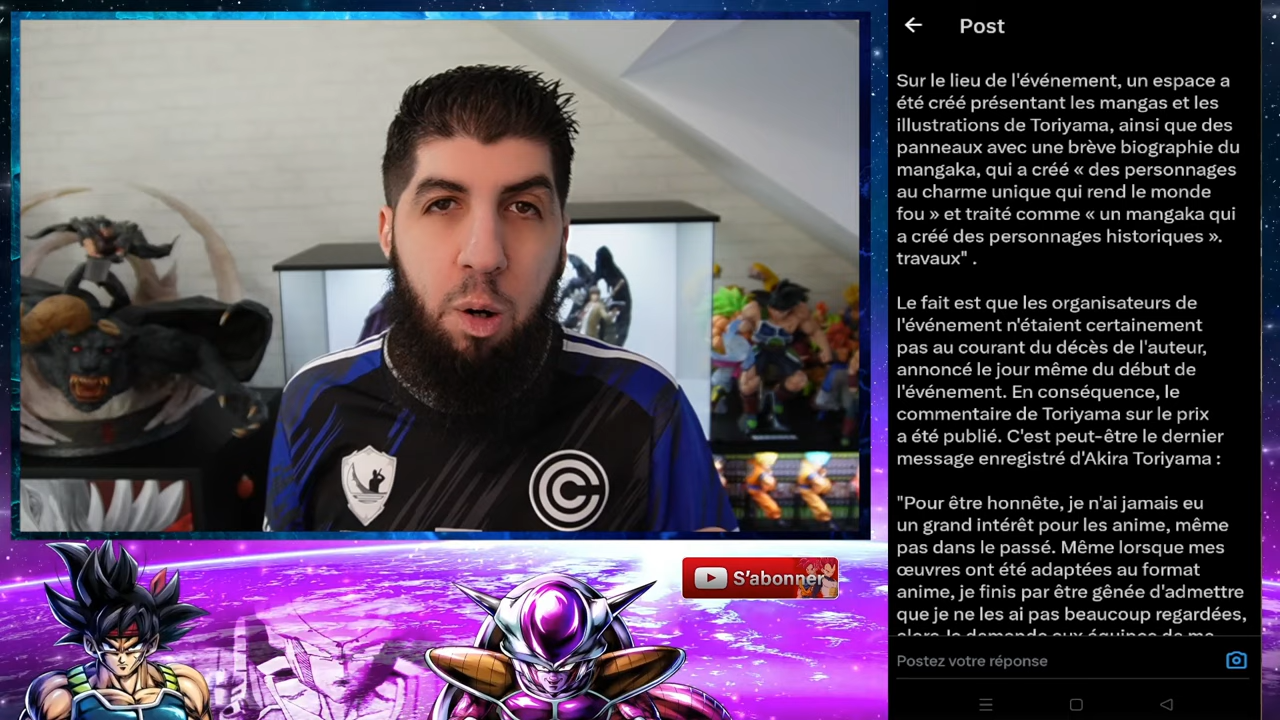 Post
Sur le lieu de l'événement, un espace a
été créé présentant les mangas et les
illustrations de Toriyama, ainsi que des
panneaux avec une brève biographie du
mangaka, qui a créé « des personnages
au charme unique qui rend le monde
fou » et traité comme « un mangaka qui
a créé des personnages historiques ».
travaux" .
Le fait est que les organisateurs de
l'événement n'étaient certainement
pas au courant du décès de l'auteur,
annoncé le jour même du début de
l'événement. En conséquence, le
commentaire de Toriyama sur le prix
a été publié. C'est peut-être le dernier
message enregistré d'Akira Toriyama :
"Pour être honnête, je n'ai jamais eu
un grand intérêt pour les anime, même
pas dans le passé. Même lorsque mes
œuvres ont été adaptées au format
anime, je finis par être gênée d'admettre
que je ne les ai pas beaucoup regardées,
Postez votre réponse
S'abonner